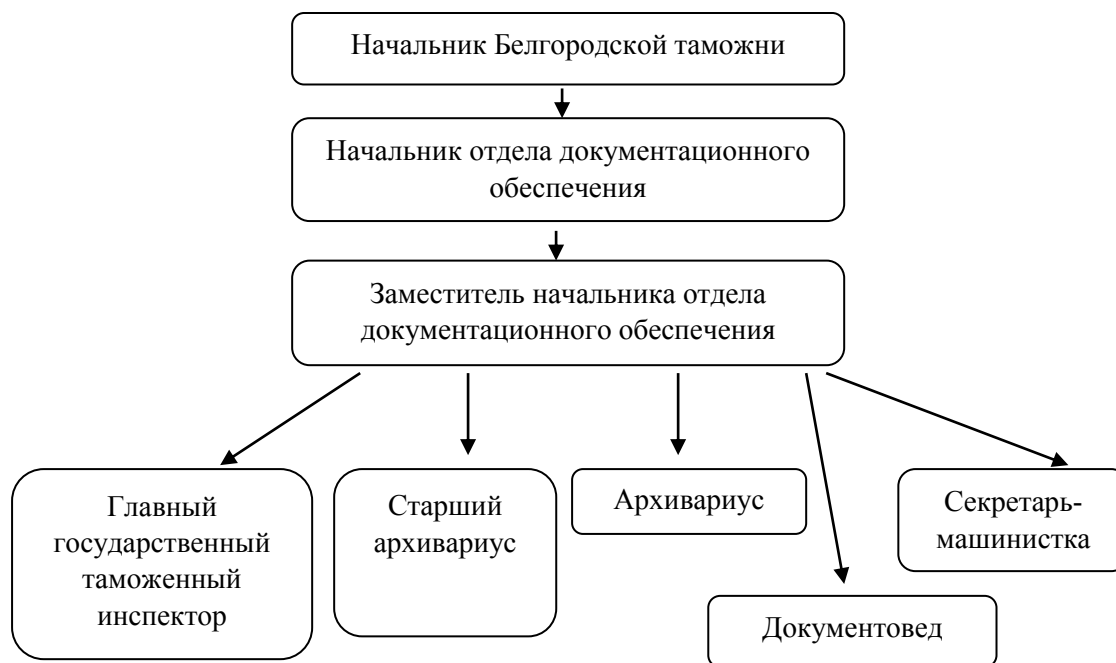 Начальник Белгородской таможни
Начальник отдела документационного
обеспечения
Заместитель начальника отдела
документационного обеспечения
Главный
государственный
таможенный
инспектор
Старший
архивариус
Архивариус
Документовед
Секретарь-
машинистка